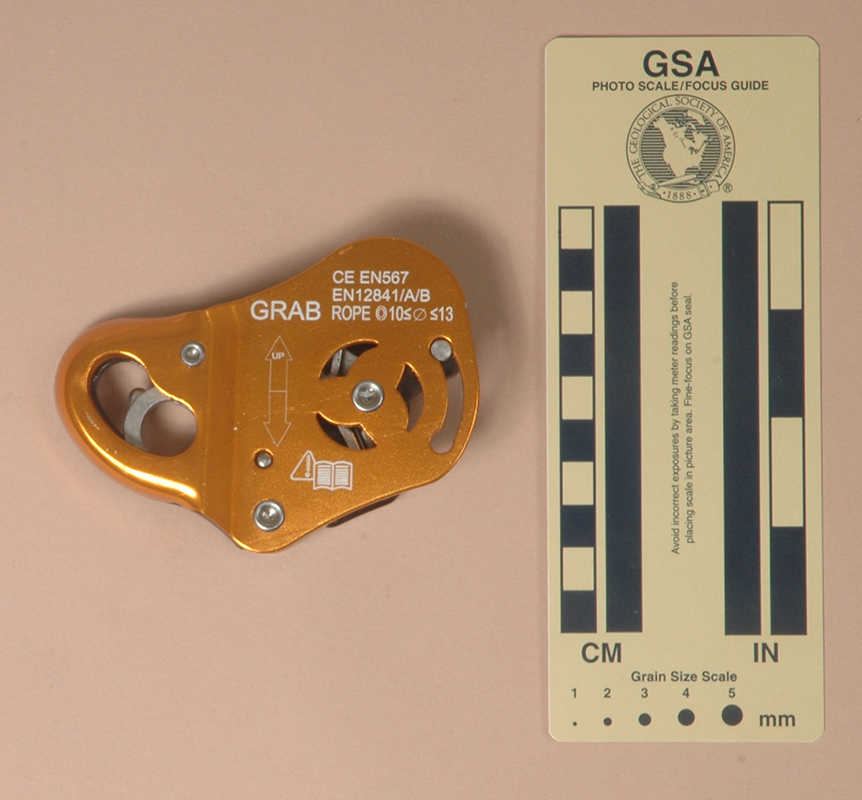 CE EN567
EN12841/A/B
GRAB ROPE ≤13
UP
GSA
PHOTO SCALE/FOCUS GUIDE
THE GEOLOGICAL SOCIETY OF AMERICA
·1888·
®
Avoid incorrect exposures by taking meter readings before
placing scale in picture area. Fine-focus on GSA seal.
CM IN
Grain Size Scale
1 2 3 4 5
mm